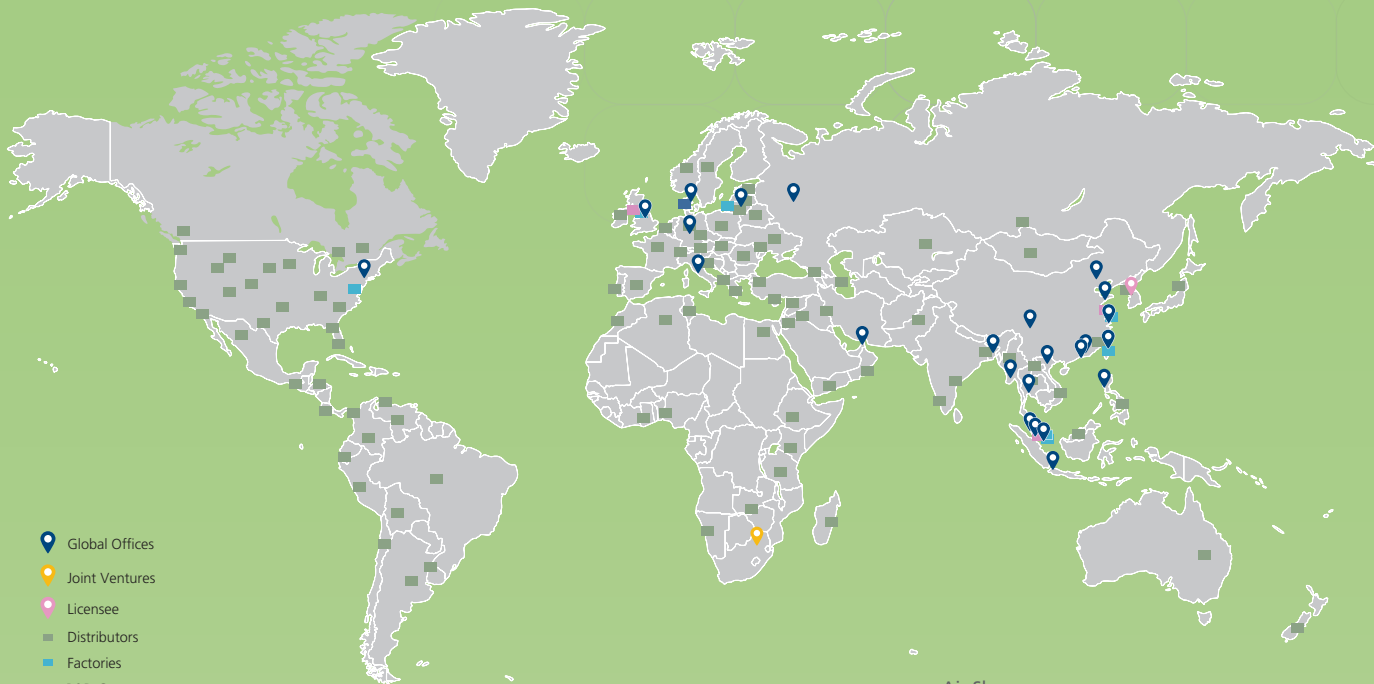 Global Offices
Joint Ventures
Licensee
Distributors
Factories